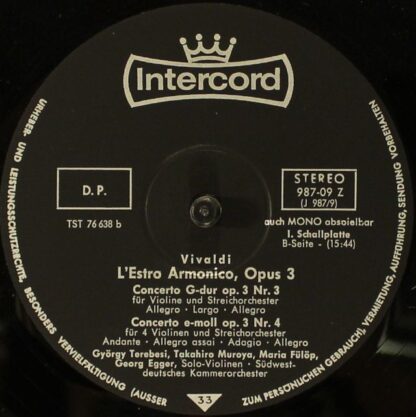 Intercord
D. P.
STEREO
987-09 Z
(J 987/9)
TST 76 638 b
auch MONO abspielbar
I. Schallplatte
B-Seite - (15:44)
Vivaldi
L'Estro Armonico, Opus 3
Concerto G-dur op. 3 Nr. 3
für Violine und Streichorchester
Allegro - Largo - Allegro
Concerto e-moll op. 3 Nr. 4
für 4 Violinen und Streichorchester
Andante - Allegro assai - Adagio - Allegro
György Terebesi, Takahiro Muroya, Maria Fülöp,
Georg Egger, Solo-Violinen - Südwest-
deutsches Kammerorchester
33
URHEBER- UND LEISTUNGSSCHUTZRECHTE, BESONDERS VERVIELFÄLTIGUNG (AUSSER
ZUM PERSÖNLICHEN GEBRAUCH), VERMIETUNG, AUFFÜHRUNG, SENDUNG VORBEHALTEN